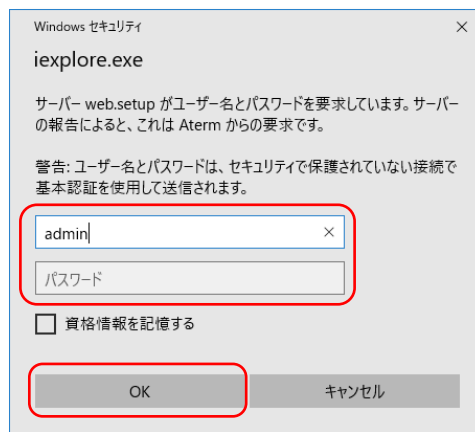 Windows セキュリティ
iexplore.exe
サーバー web.setup がユーザー名とパスワードを要求しています。サーバー
の報告によると、これは Aterm からの要求です。
警告: ユーザー名とパスワードは、セキュリティで保護されていない接続で
基本認証を使用して送信されます。
admin
パスワード
資格情報を記憶する
OK
キャンセル